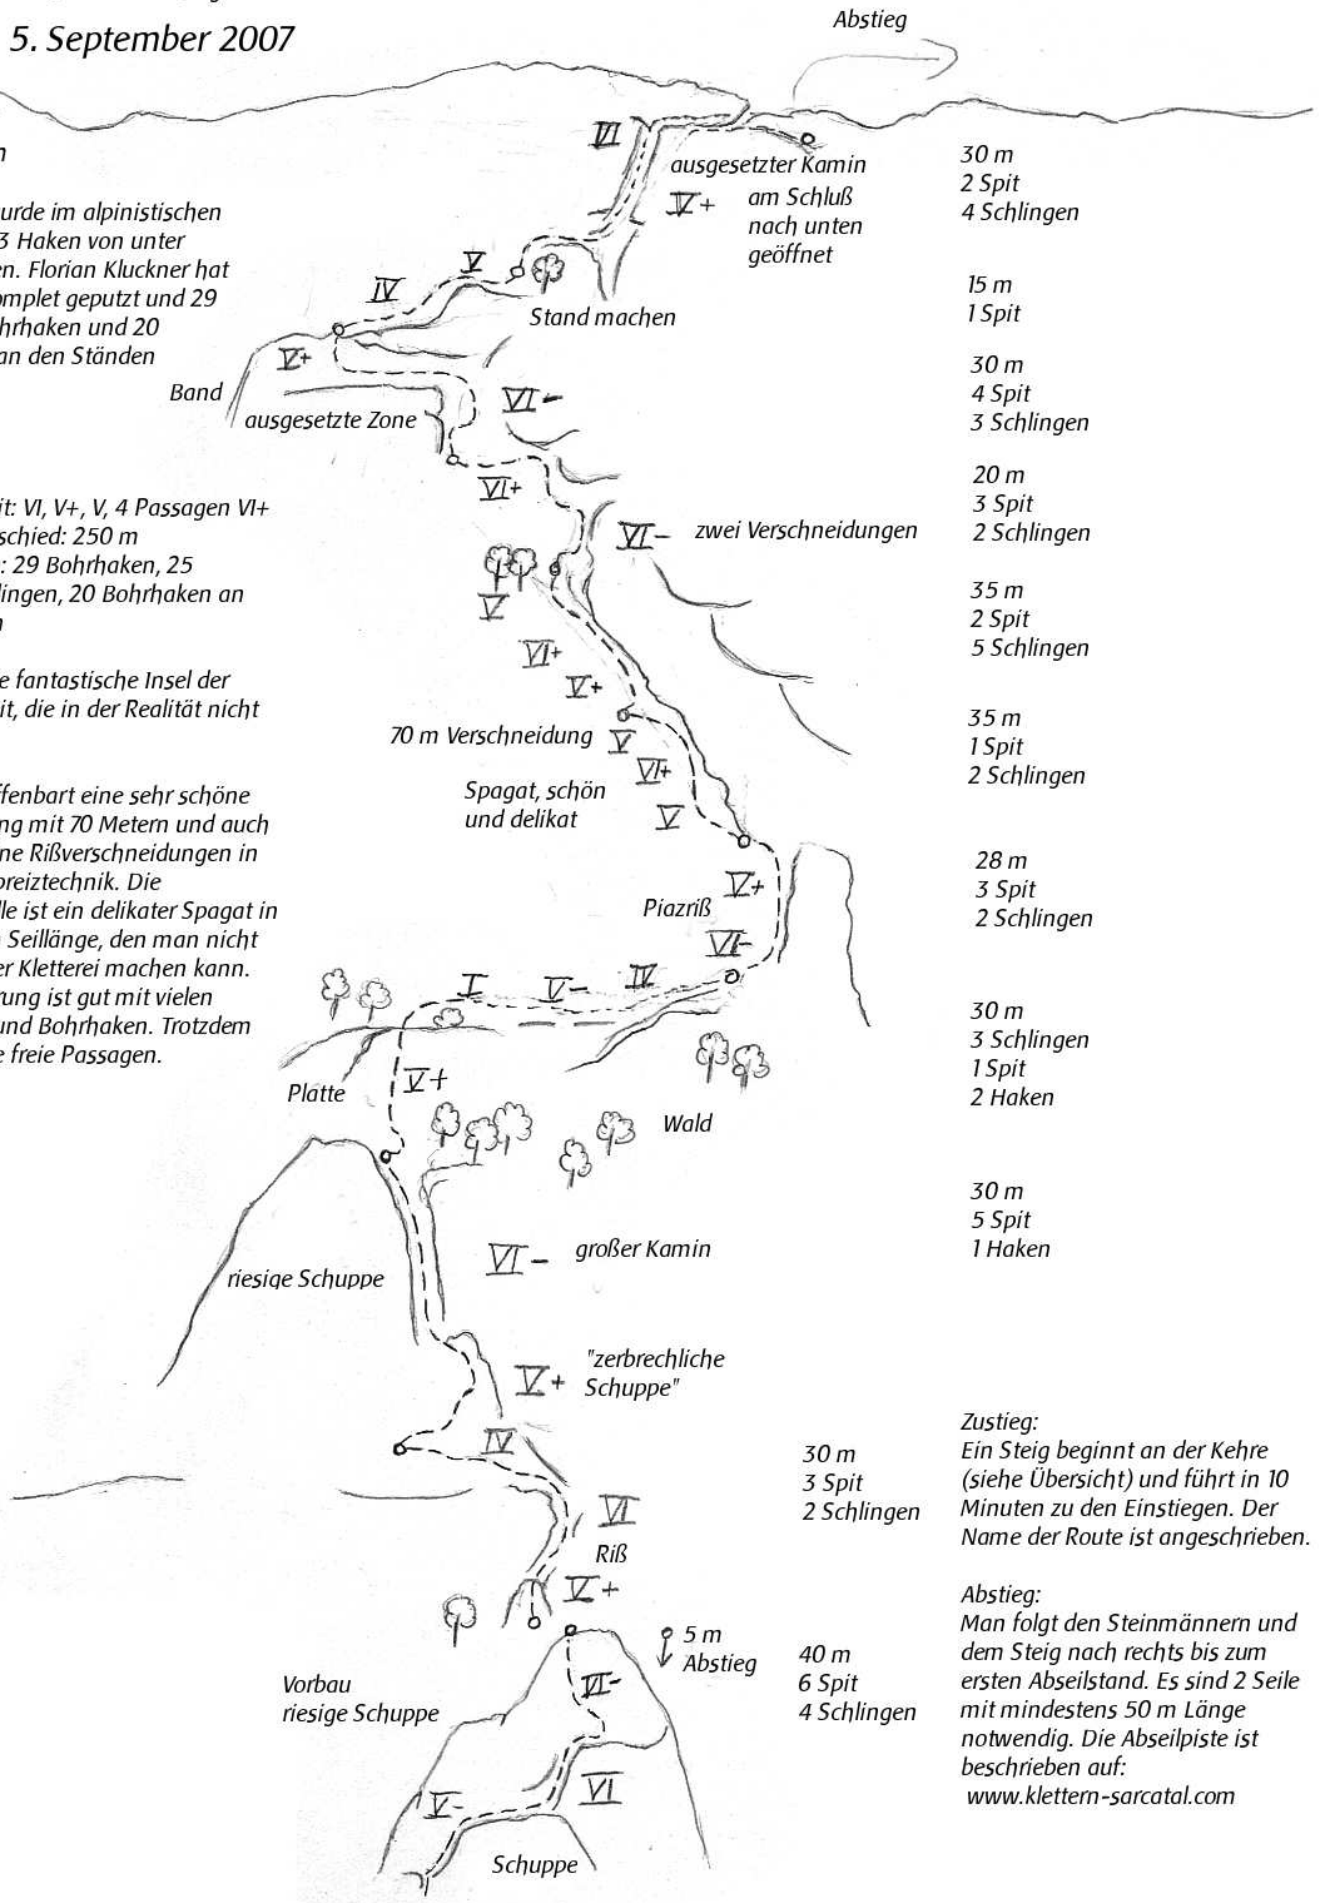 5. September 2007
Abstieg
VI
ausgesetzter Kamin
V+
am Schluß
nach unten
geöffnet
30 m
2 Spit
4 Schlingen
urde im alpinistischen
3 Haken von unter
en. Florian Kluckner hat
omplet geputzt und 29
hrhaken und 20
an den Ständen
V
IV
Stand machen
15 m
1 Spit
V+
Band
ausgesetzte Zone
VI-
30 m
4 Spit
3 Schlingen
VI+
VI- zwei Verschneidungen
20 m
3 Spit
2 Schlingen
it: VI, V+, V, 4 Passagen VI+
schied: 250 m
: 29 Bohrhaken, 25
lingen, 20 Bohrhaken an
V
VI+
V+
35 m
2 Spit
5 Schlingen
e fantastische Insel der
it, die in der Realität nicht
70 m Verschneidung
V
VI+
V
Spagat, schön
und delikat
35 m
1 Spit
2 Schlingen
ffenbart eine sehr schöne
ng mit 70 Metern und auch
ne Rißverschneidungen in
preiztechnik. Die
lle ist ein delikater Spagat in
Seillänge, den man nicht
er Kletterei machen kann.
rung ist gut mit vielen
und Bohrhaken. Trotzdem
e freie Passagen.
V+
Piazriß
VI-
28 m
3 Spit
2 Schlingen
I
V-
IV
30 m
3 Schlingen
1 Spit
2 Haken
Platte
V+
Wald
30 m
5 Spit
1 Haken
VI- großer Kamin
riesige Schuppe
V+
"zerbrechliche
Schuppe"
IV
30 m
3 Spit
2 Schlingen
VI
Riß
V+
Zustieg:
Ein Steig beginnt an der Kehre
(siehe Übersicht) und führt in 10
Minuten zu den Einstiegen. Der
Name der Route ist angeschrieben.
Abstieg:
Man folgt den Steinmännern und
dem Steig nach rechts bis zum
ersten Abseilstand. Es sind 2 Seile
mit mindestens 50 m Länge
notwendig. Die Abseilpiste ist
beschrieben auf:
www.klettern-sarcatal.com
5 m
Abstieg
40 m
6 Spit
4 Schlingen
Vorbau
riesige Schuppe
VI-
VI
V-
Schuppe